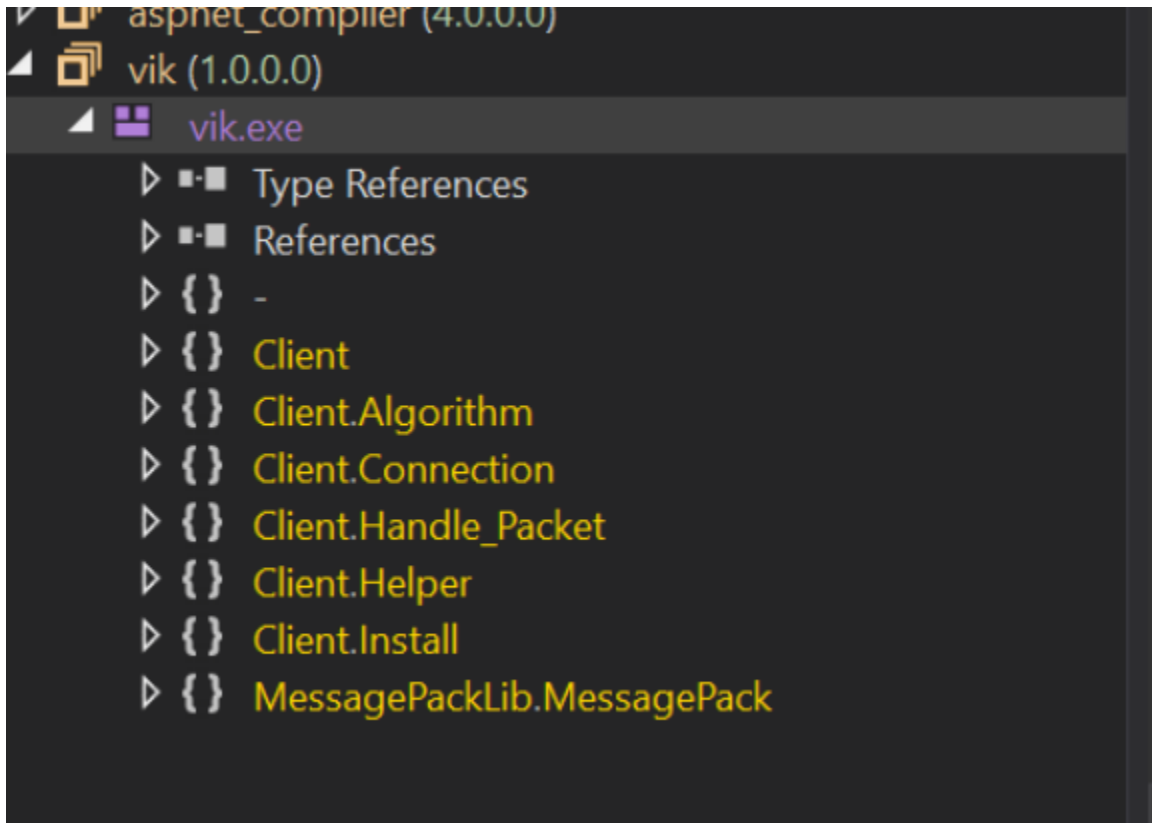 aspnet_compiler (4.0.0.0)
vik (1.0.0.0)
vik.exe
Type References
References
{ } -
{ } Client
{ } Client.Algorithm
{ } Client.Connection
{ } Client.Handle_Packet
{ } Client.Helper
{ } Client.Install
{ } MessagePackLib.MessagePack